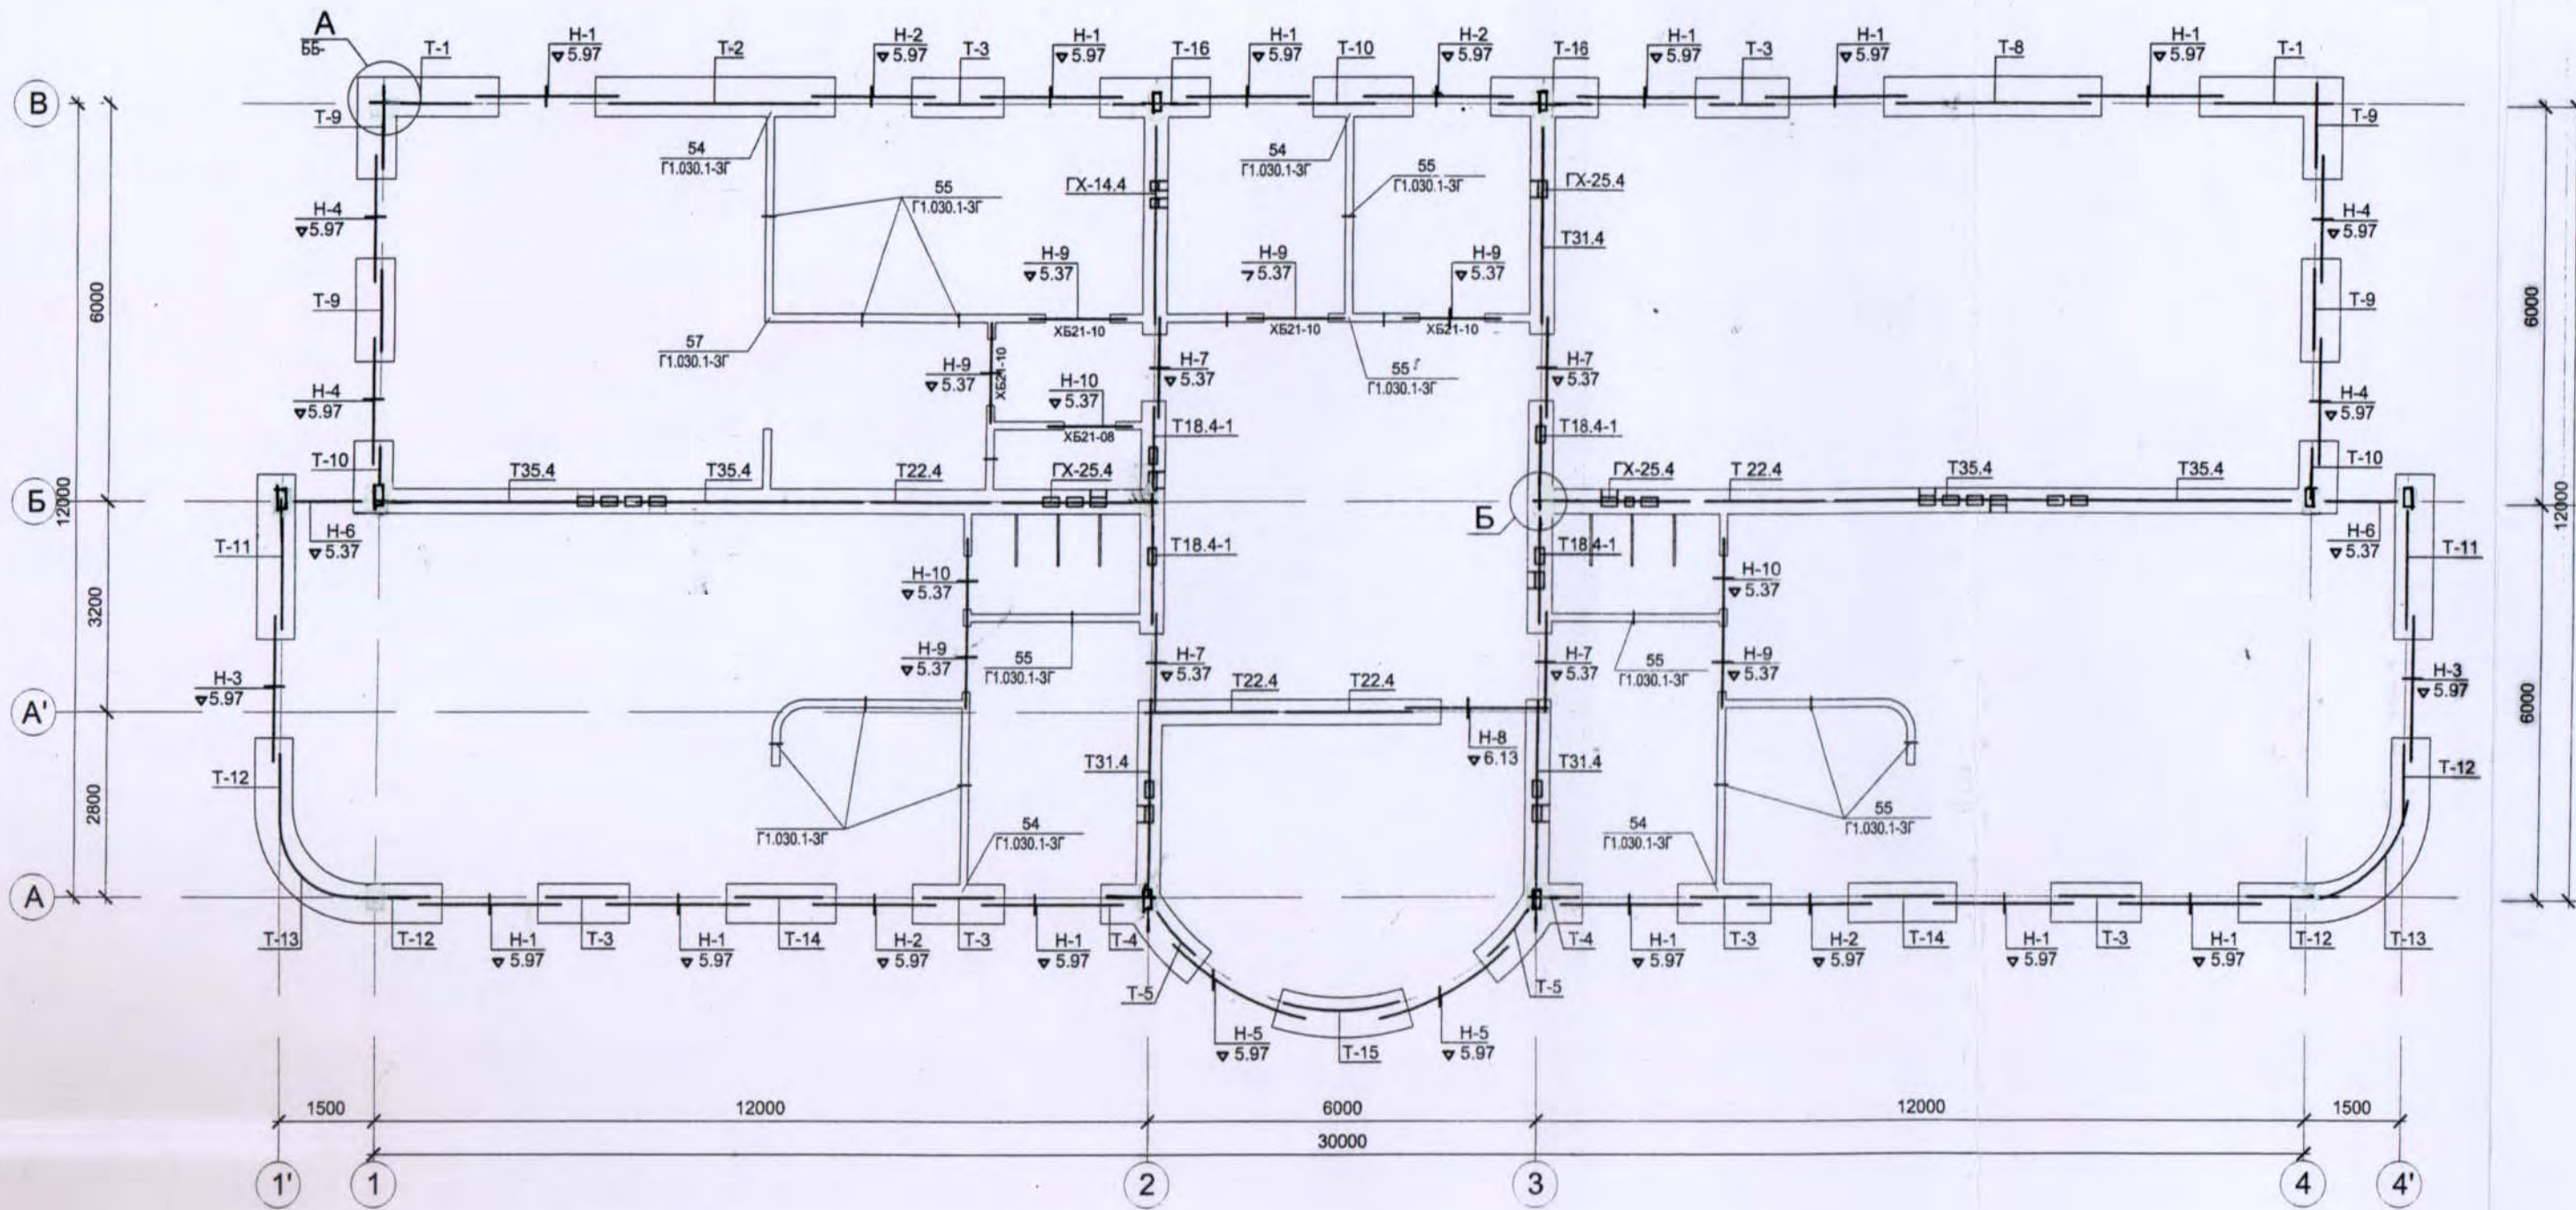 А
ББ-
Т-1
Н-1
5.97
Т-2
Н-2
5.97
Т-3
Н-1
5.97
Т-16
Н-1
5.97
Т-10
Н-2
5.97
Т-16
Н-1
5.97
Т-3
Н-1
5.97
Т-8
Н-1
5.97
Т-1
В
Т-9
Т-9
54
Г1.030.1-3Г
55
Г1.030.1-3Г
ГХ-14.4
54
Г1.030.1-3Г
55
Г1.030.1-3Г
ГХ-25.4
Н-4
5.97
Н-4
5.97
Т31.4
Н-9
5.37
Н-9
5.37
Н-9
5.37
6000
Т-9
Т-9
6000
ХБ21-10
ХБ21-10
ХБ21-10
57
Г1.030.1-3Г
Н-9
5.37
ХБ21-10
Н-10
5.37
Н-7
5.37
55
Г1.030.1-3Г
Н-7
5.37
Н-4
5.97
Н-4
5.97
ХБ21-08
Т18.4-1
Т18.4-1
Т-10
Т35.4
Т35.4
Т22.4
ГХ-25.4
ГХ-25.4
Т 22.4
Т35.4
Т35.4
Т-10
Б
12000
12000
Б
Н-6
5.37
Н-6
5.37
Т-11
Т18.4-1
Т18.4-1
Т-11
3200
Н-10
5.37
Н-10
5.37
Н-9
5.37
55
Г1.030.1-3Г
Н-7
5.37
Н-7
5.37
55
Г1.030.1-3Г
Н-9
5.37
Н-3
5.97
Н-3
5.97
Т22.4
Т22.4
6000
А'
Н-8
6.13
Т-12
Т31.4
Т31.4
Т-12
2800
Г1.030.1-3Г
54
Г1.030.1-3Г
54
Г1.030.1-3Г
55
Г1.030.1-3Г
А
Т-13
Т-12
Н-1
5.97
Т-3
Н-1
5.97
Т-14
Н-2
5.97
Т-3
Н-1
5.97
Т-4
Т-4
Н-1
5.97
Т-3
Н-2
5.97
Т-14
Н-1
5.97
Т-3
Н-1
5.97
Т-12
Т-13
Т-5
Т-5
Н-5
5.97
Т-15
Н-5
5.97
1500
12000
6000
12000
1500
30000
1'
1
2
3
4
4'